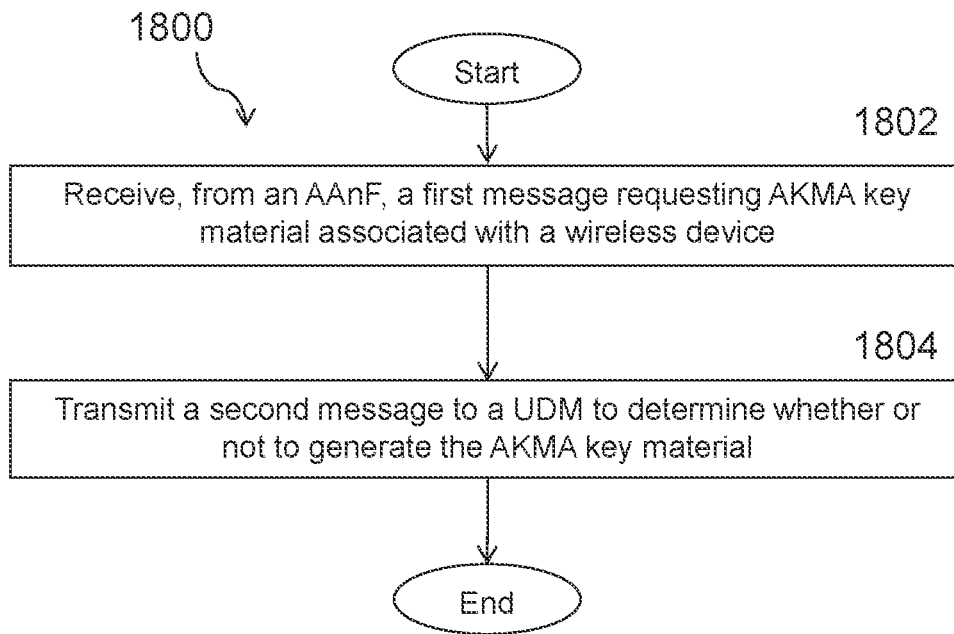 1800
Start
1802
Receive, from an AAnF, a first message requesting AKMA key
material associated with a wireless device
1804
Transmit a second message to a UDM to determine whether or
not to generate the AKMA key material
End